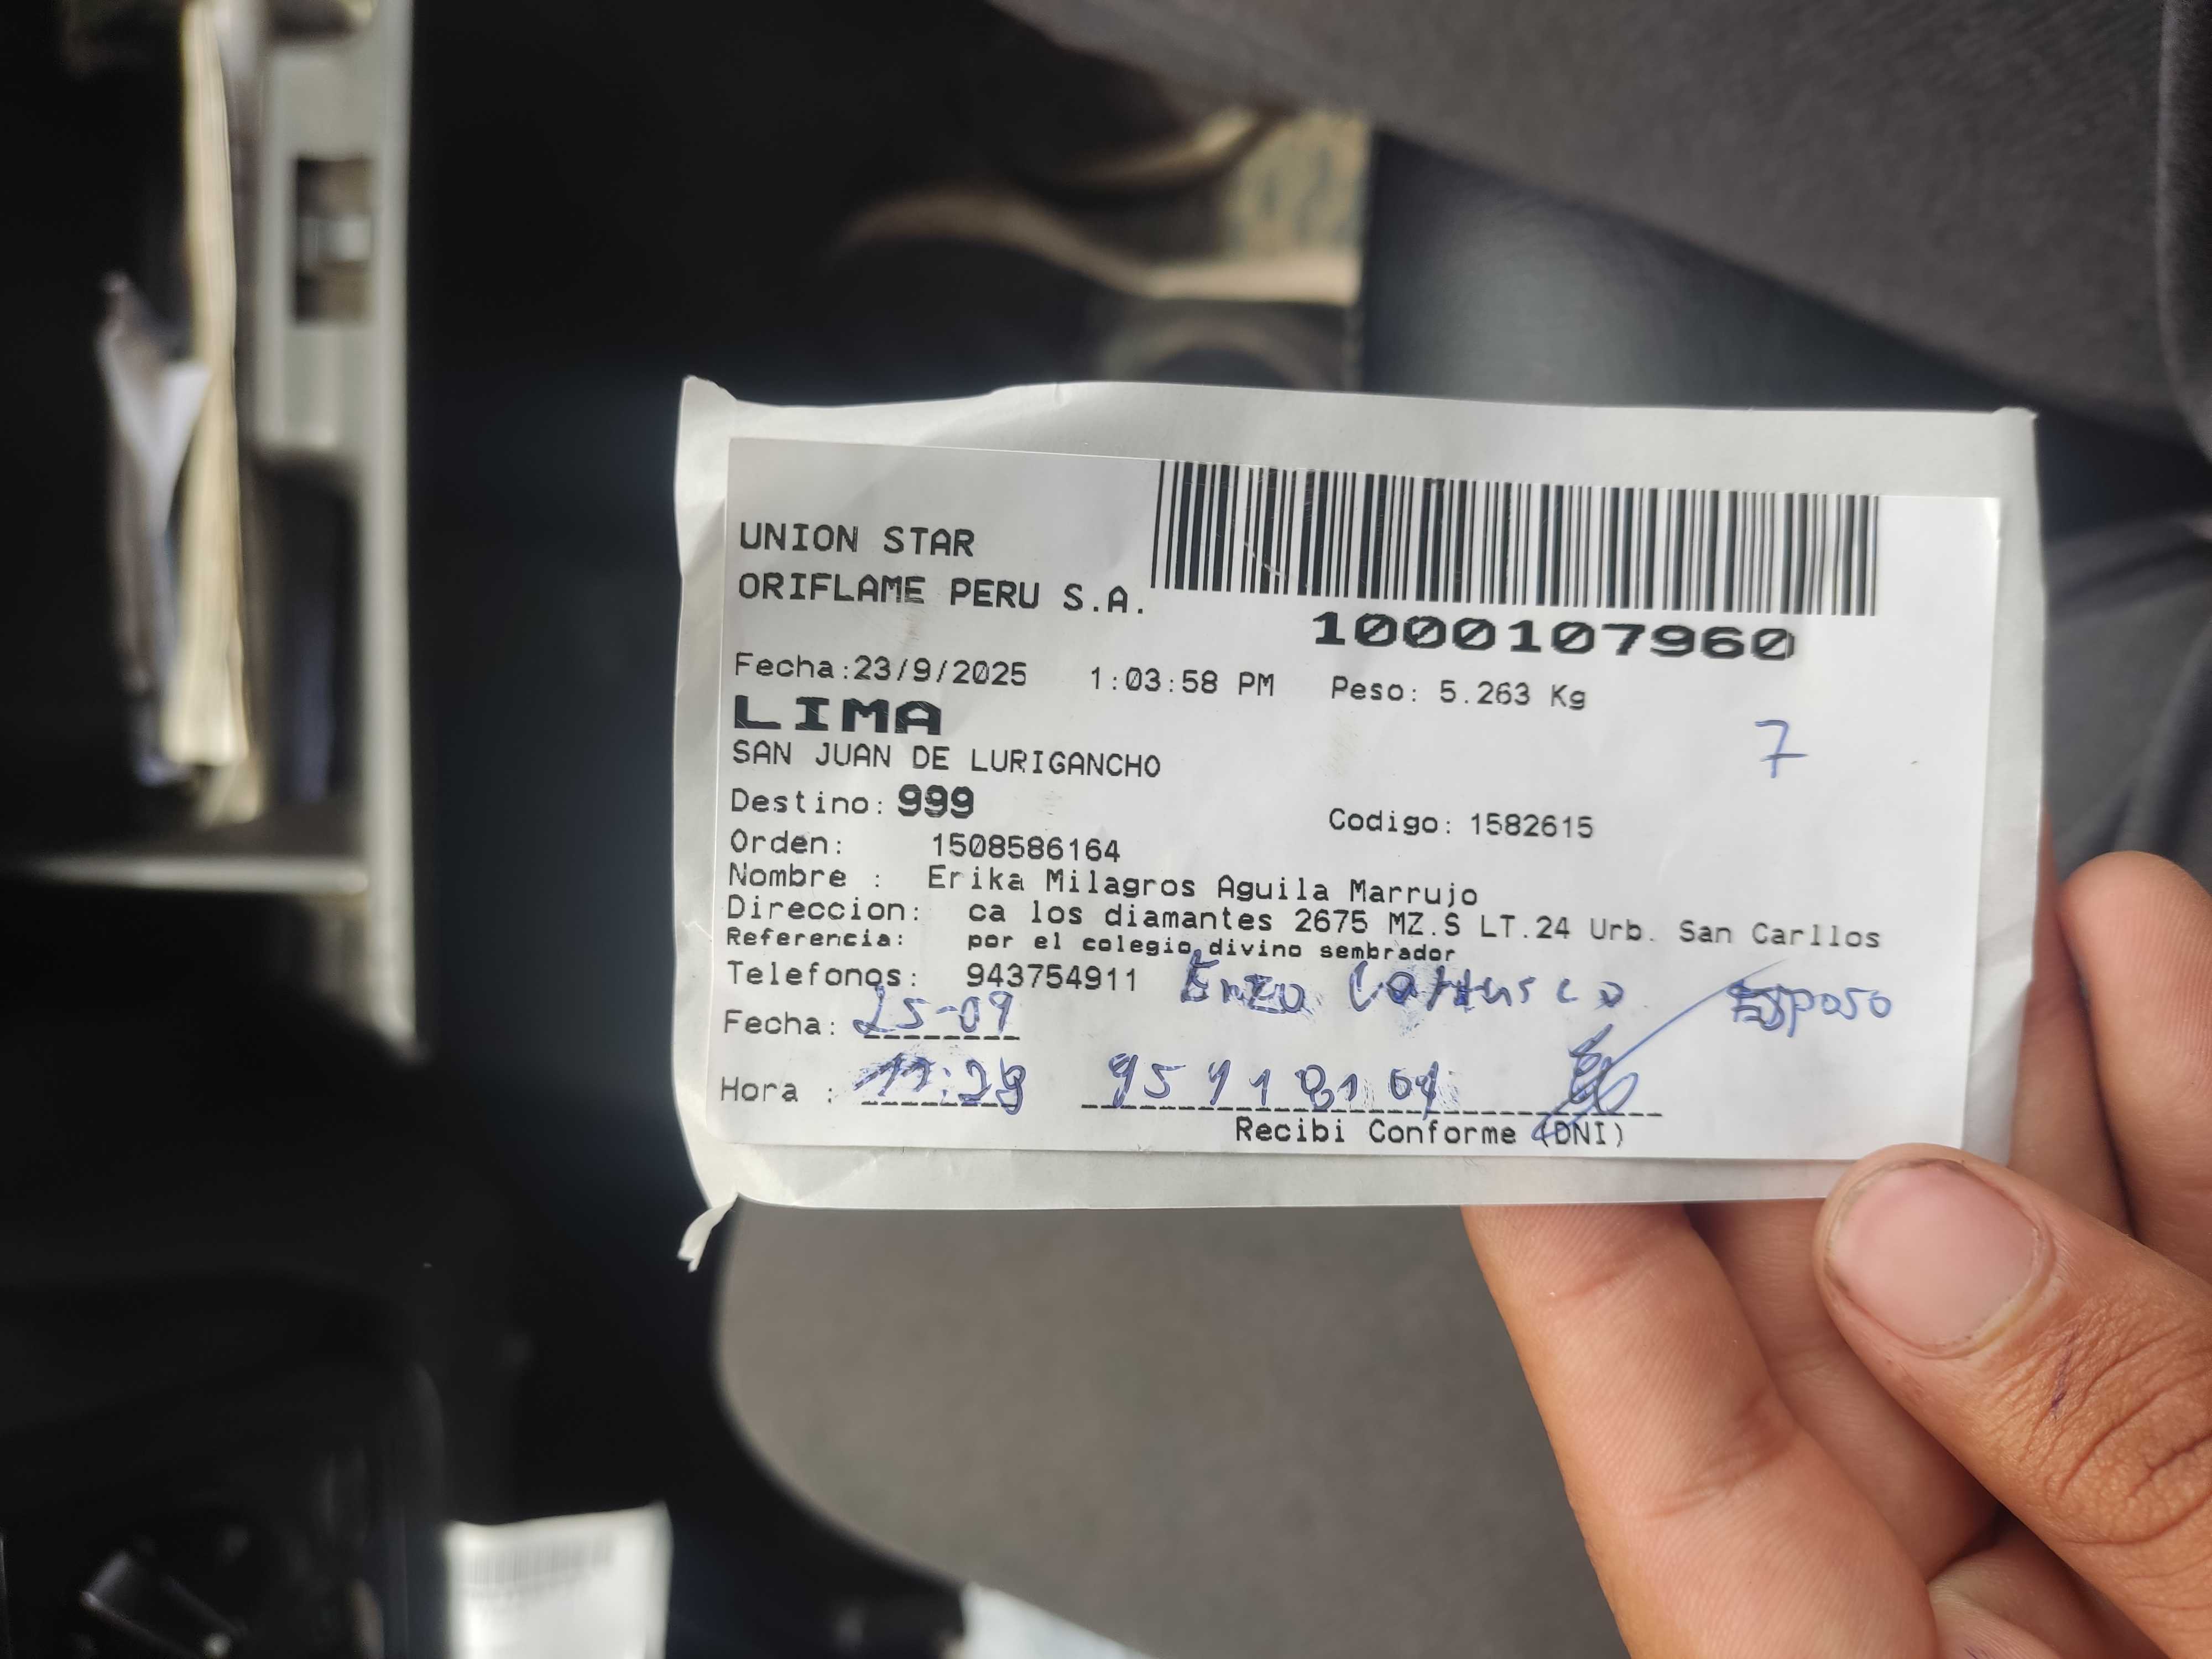 UNION STAR
ORIFLAME PERU S.A.
1000107960
Fecha:23/9/2025 1:03:58 PM Peso: 5.263 Kg
LIMA
7
SAN JUAN DE LURIGANCHO
Destino: 999 Codigo: 1582615
Orden: 1508586164
Nombre : Erika Milagros Aguila Marrujo
Direccion: ca los diamantes 2675 MZ.S LT.24 Urb. San Carllos
Referencia: por el colegio divino sembrador
Telefonos: 943754911 Enzo Esposo
Fecha: 25-09
Hora :
Recibi Conforme (DNI)